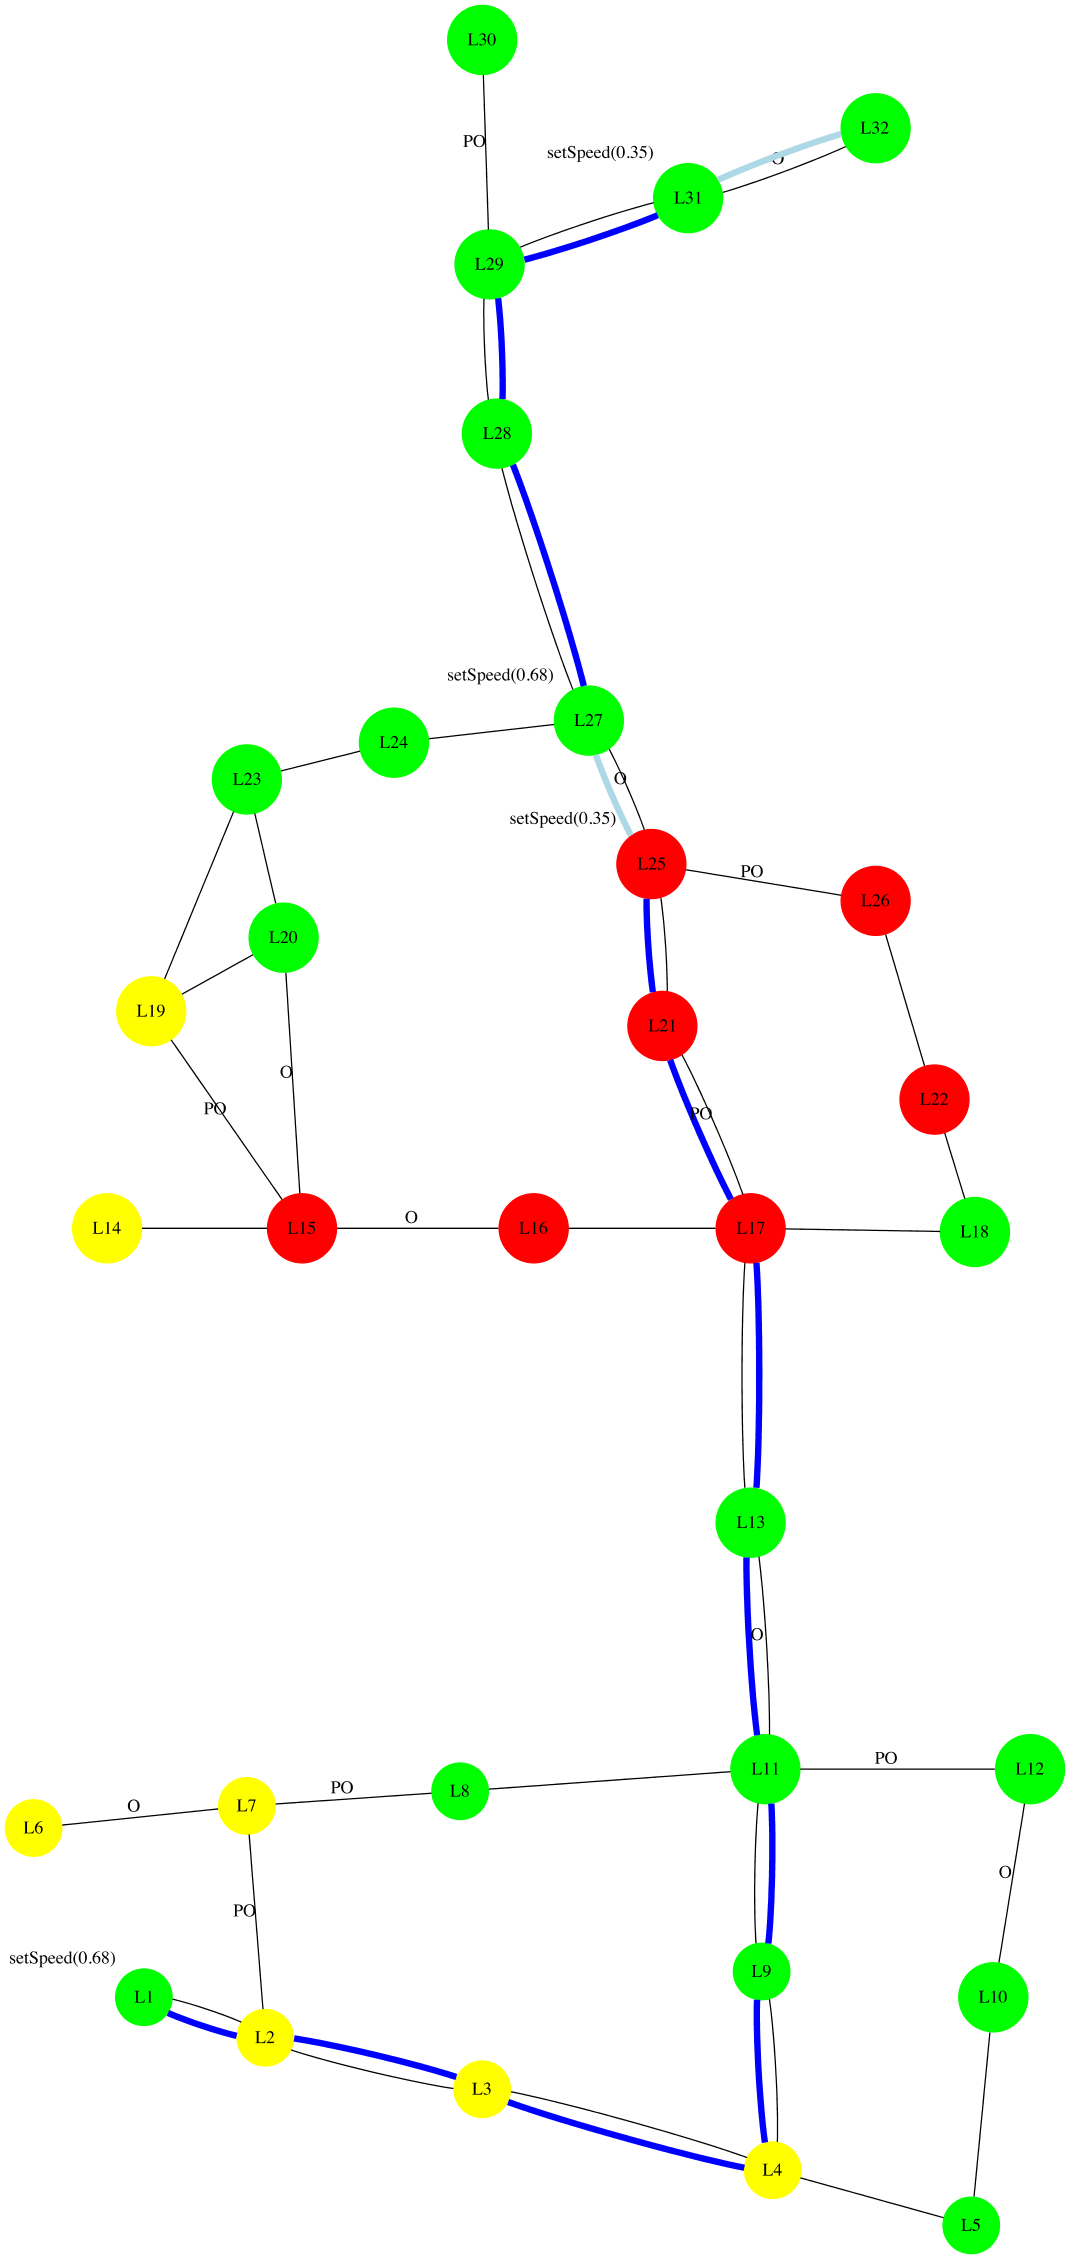 L30
L32
PO
setSpeed(0.35)
O
L31
L29
L28
setSpeed(0.68)
L27
L24
L23
O
setSpeed(0.35)
L25
PO
L26
L20
L19
L21
O
L22
PO
PO
L14
L15
O
L16
L17
L18
L13
O
L11
PO
L12
L8
PO
L7
O
L6
O
PO
setSpeed(0.68)
L9
L1
L10
L2
L3
L4
L5